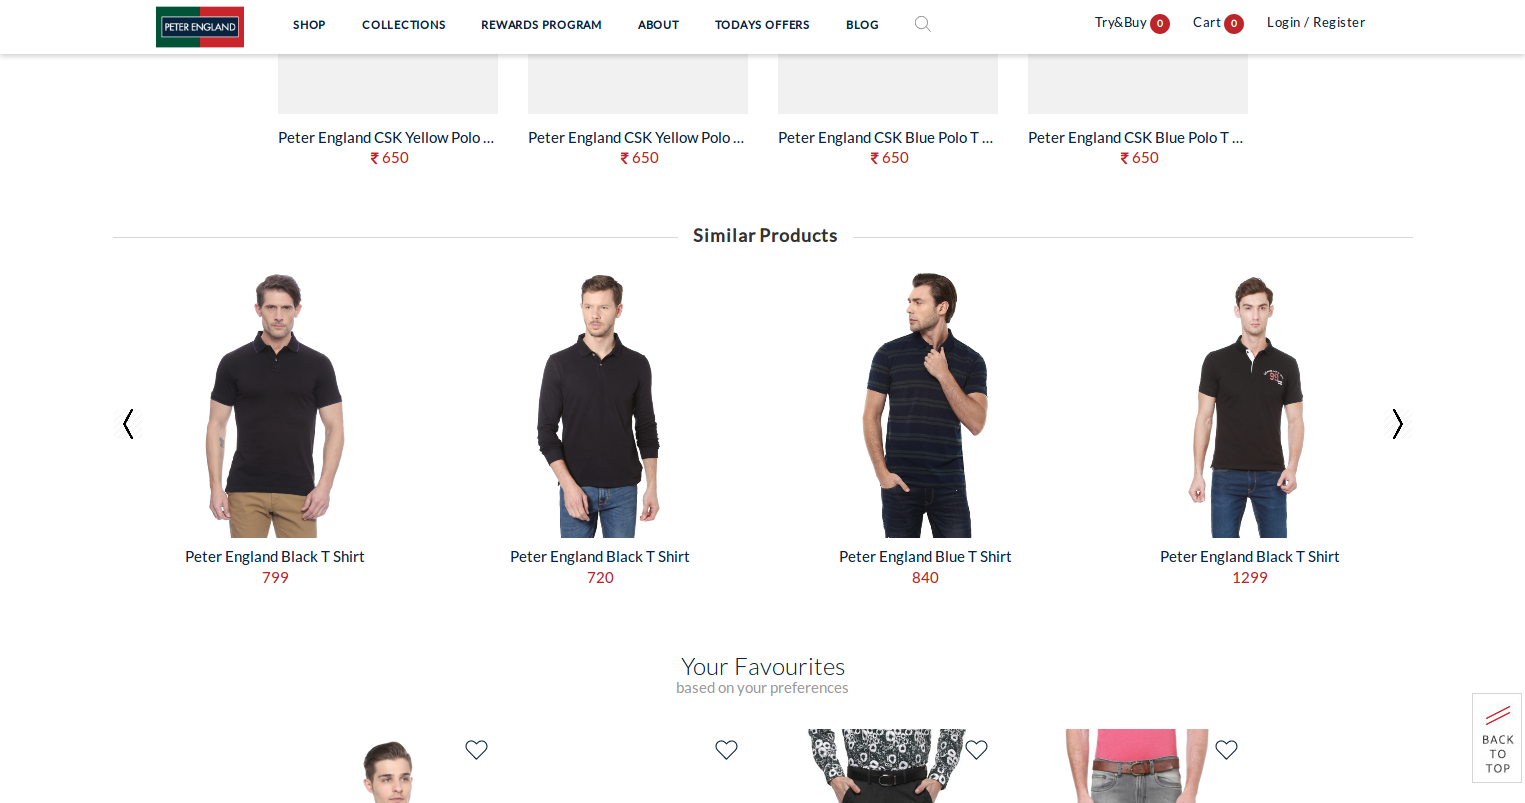 PETER ENGLAND
SHOP COLLECTIONS REWARDS PROGRAM ABOUT TODAYS OFFERS BLOG
Try&Buy 0 Cart 0 Login / Register
Peter England CSK Yellow Polo ... Peter England CSK Yellow Polo ... Peter England CSK Blue Polo T ... Peter England CSK Blue Polo T ...
₹ 650 ₹ 650 ₹ 650 ₹ 650
Similar Products
Peter England Black T Shirt Peter England Black T Shirt Peter England Blue T Shirt Peter England Black T Shirt
799 720 840 1299
Your Favourites
based on your preferences
BACK
TO
TOP